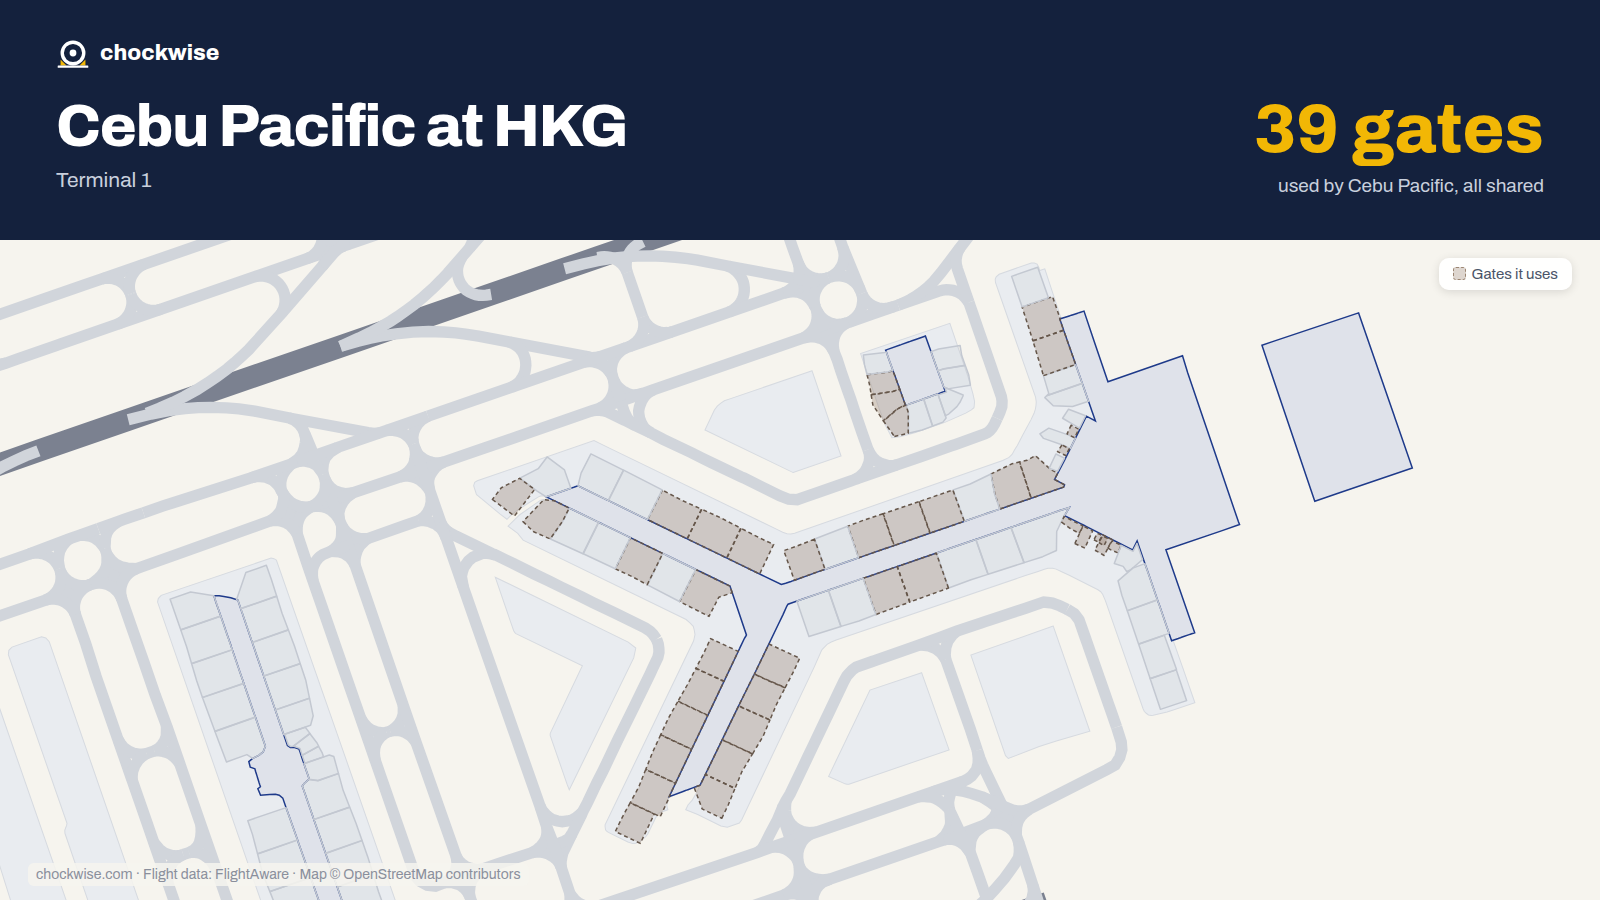 chockwise
Cebu Pacific at HKG
Terminal 1
39 gates
used by Cebu Pacific, all shared
Gates it uses
chockwise.com · Flight data: FlightAware · Map © OpenStreetMap contributors